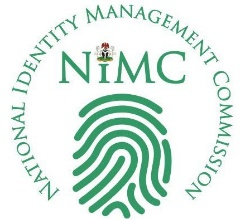 NATIONAL IDENTITY MANAGEMENT COMMISSION
NiMC